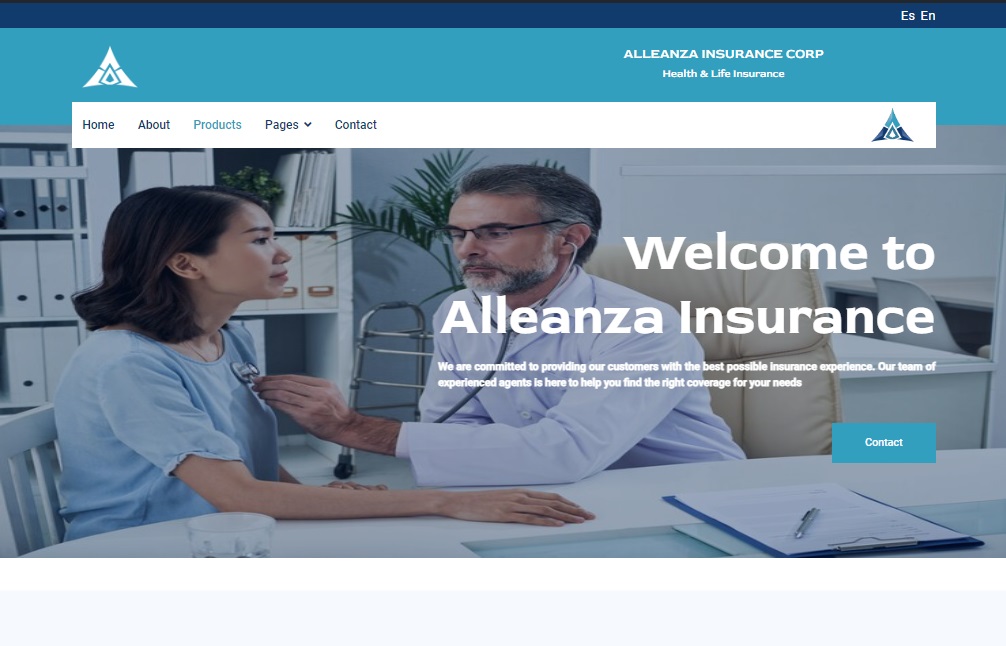 Es En
ALLEANZA INSURANCE CORP
Health & Life Insurance
Home About Products Pages Contact
Welcome to
Alleanza Insurance
We are committed to providing our customers with the best possible insurance experience. Our team of
experienced agents is here to help you find the right coverage for your needs
Contact